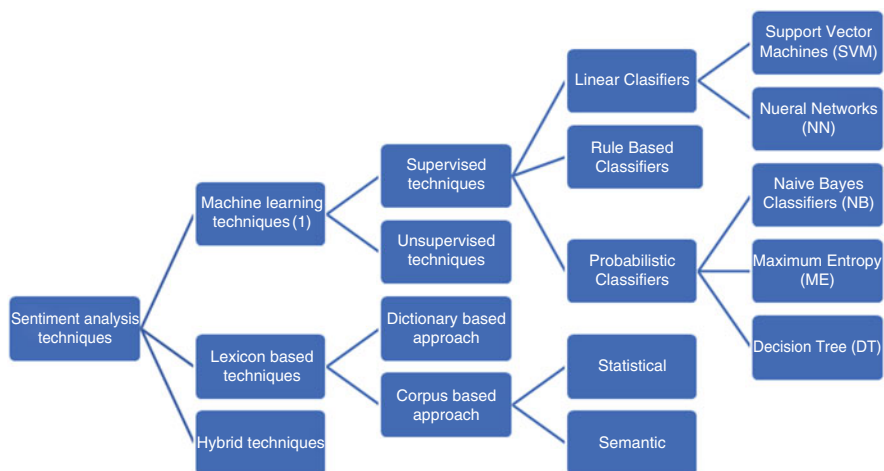 Sentiment analysis
techniques
Machine learning
techniques (1)
Lexicon based
techniques
Hybrid techniques
Supervised
techniques
Unsupervised
techniques
Dictionary based
approach
Corpus based
approach
Linear Clasifiers
Rule Based
Classifiers
Probabilistic
Classifiers
Statistical
Semantic
Support Vector
Machines (SVM)
Nueral Networks
(NN)
Naive Bayes
Classifiers (NB)
Maximum Entropy
(ME)
Decision Tree (DT)